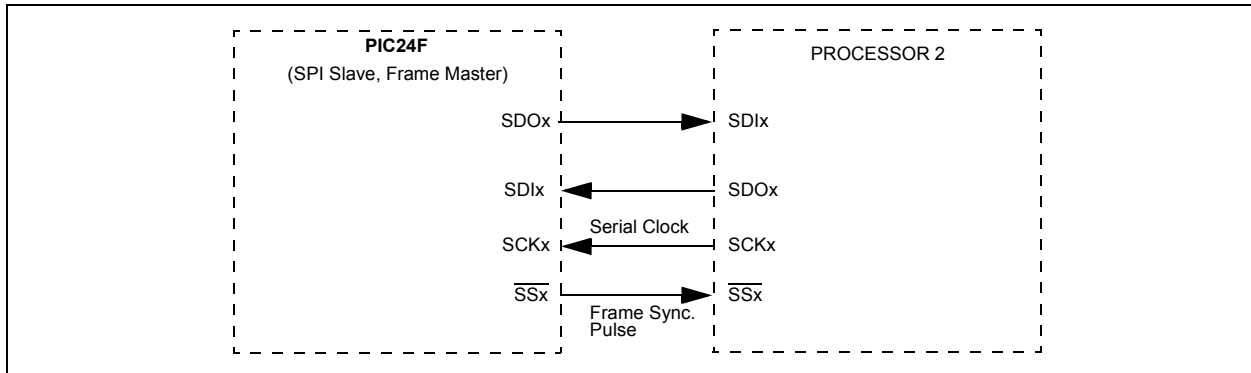 PIC24F
(SPI Slave, Frame Master)
PROCESSOR 2
SDOx
SDIx
SDIx
SDOx
Serial Clock
SCKx
SCKx
SSx
SSx
Frame Sync.
Pulse